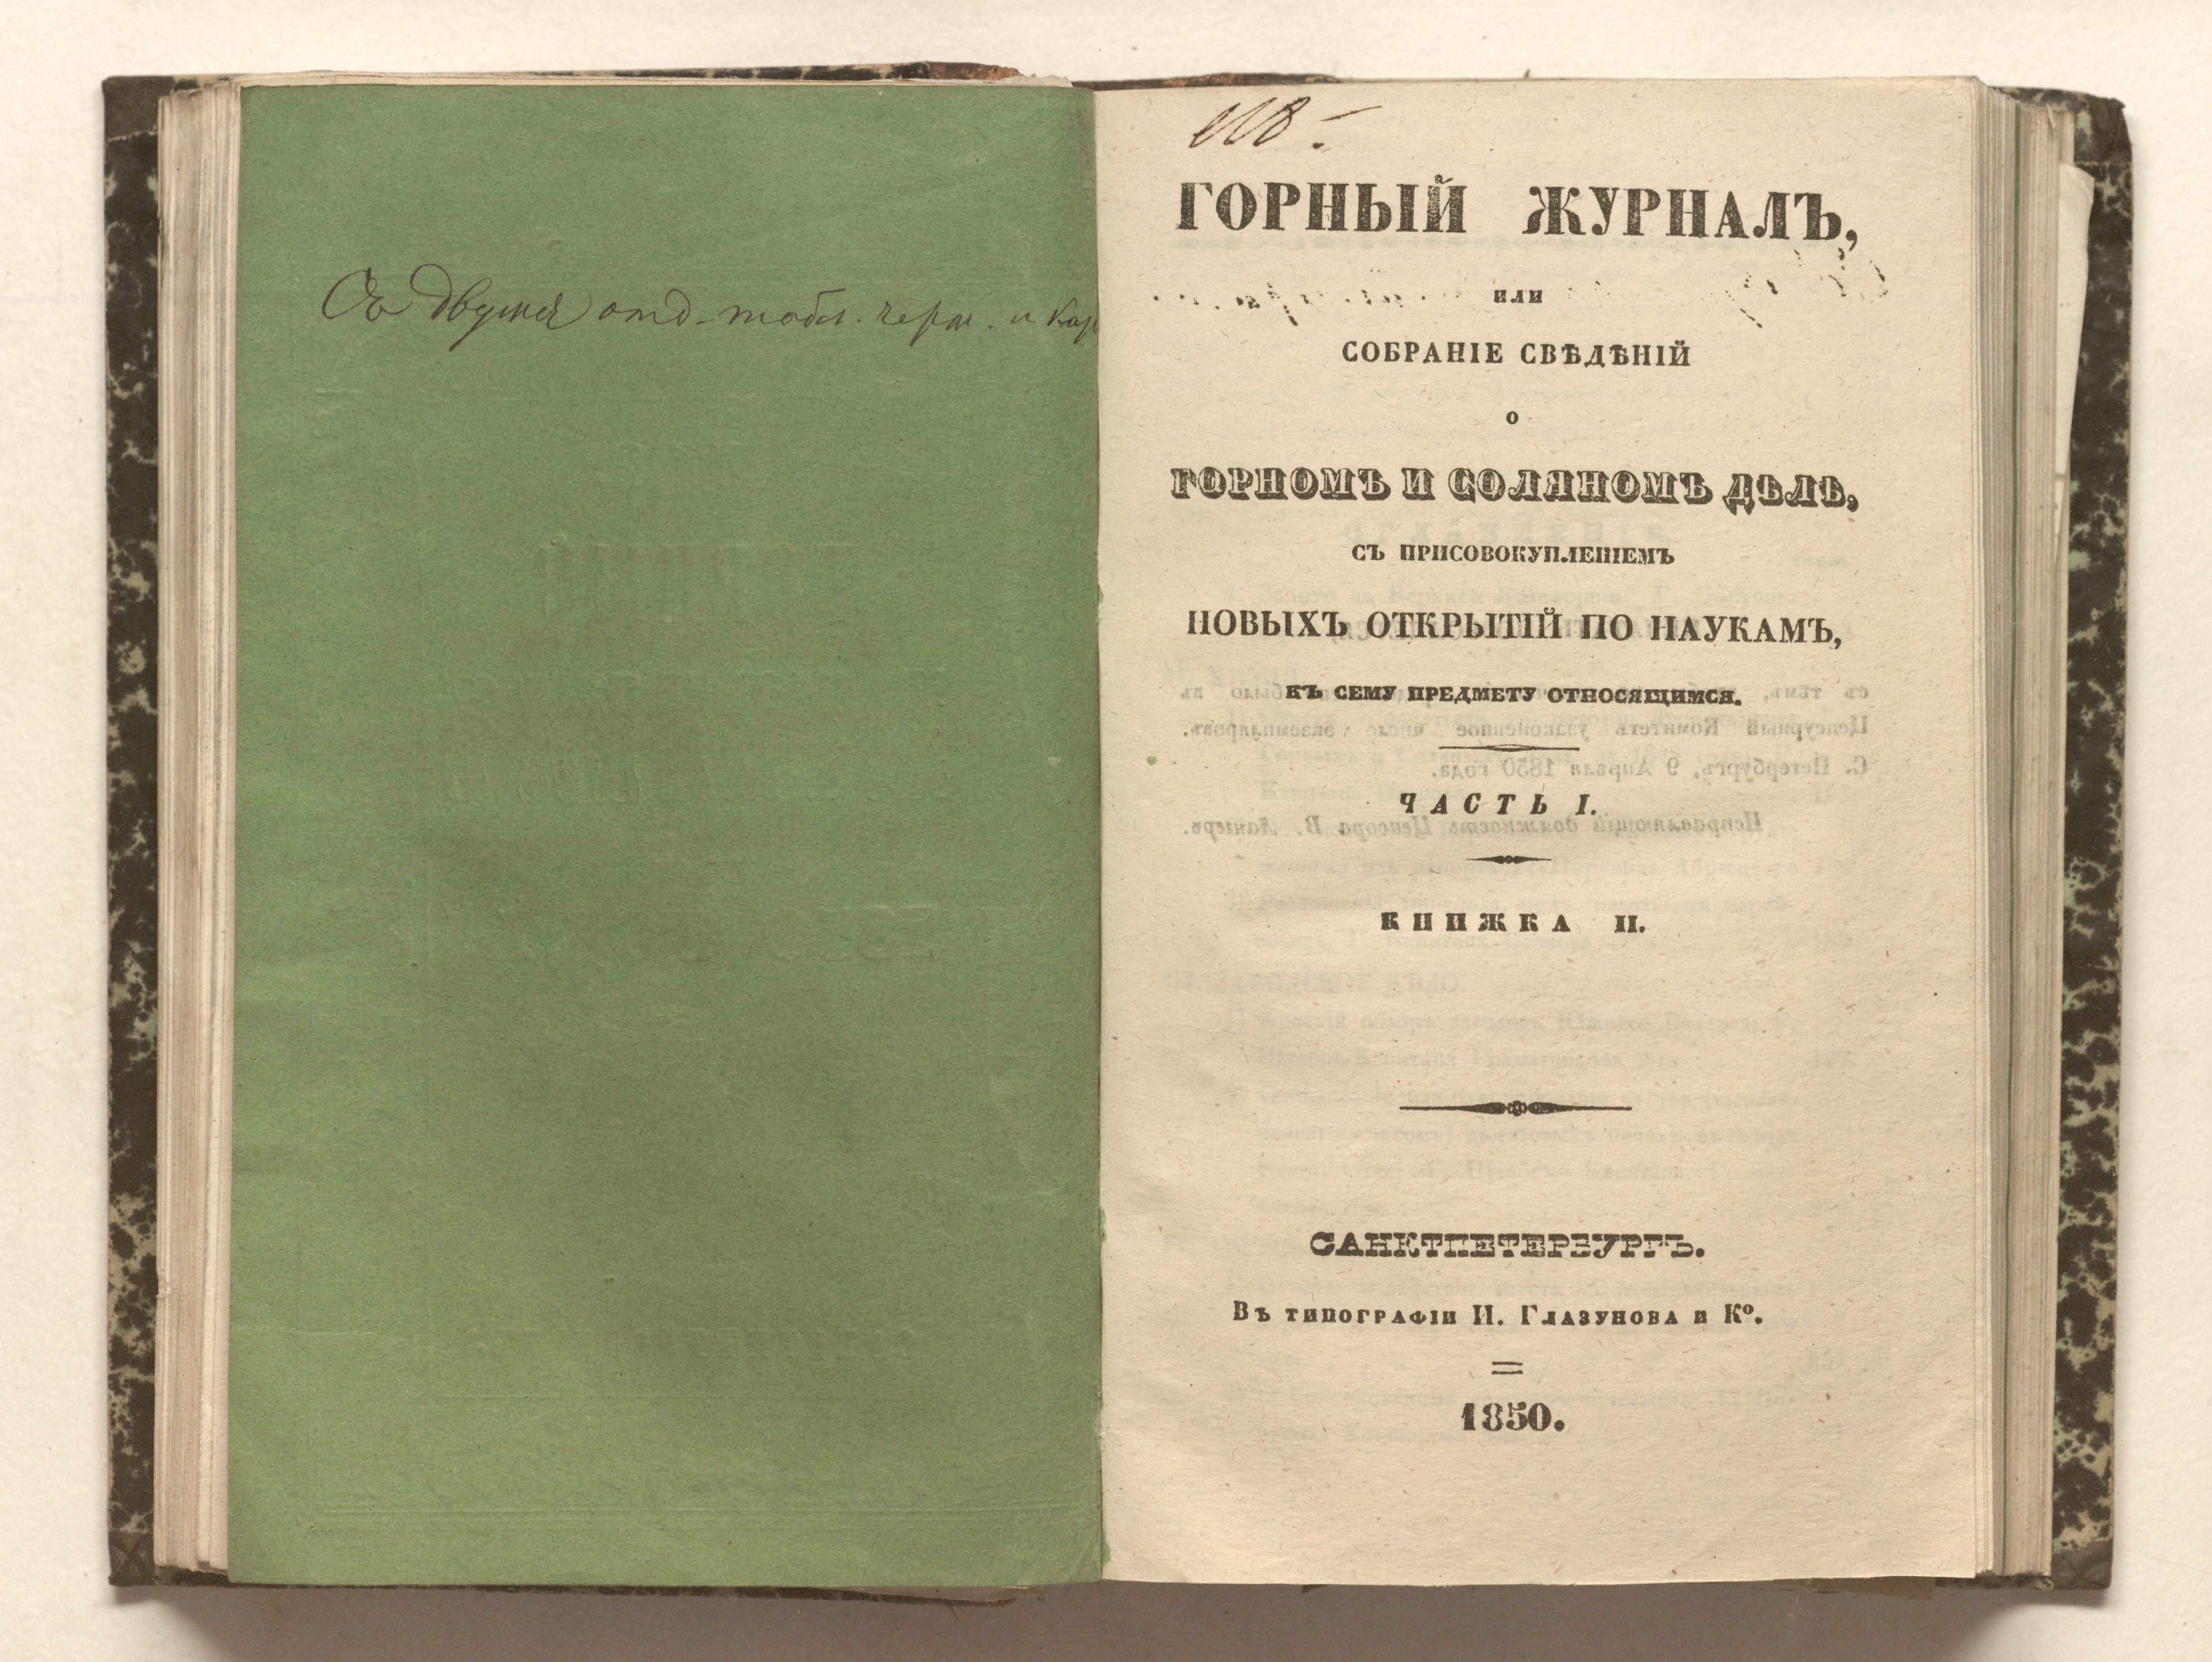 Съ двумя отд. табл. черт. и кар
ГОРНЫЙ ЖУРНАЛЪ,
или
СОБРАНІЕ СВѢДѢНІЙ
о
ГОРНОМЪ И СОЛЯНОМЪ ДѢЛѢ,
СЪ ПРИСОВОКУПЛЕНІЕМЪ
НОВЫХЪ ОТКРЫТІЙ ПО НАУКАМЪ,
КЪ СЕМУ ПРЕДМЕТУ ОТНОСЯЩИМСЯ.
ЧАСТЬ I.
КНИЖКА II.
САНКТПЕТЕРБУРГЪ.
Въ типографіи И. Глазунова и Ко.
1850.